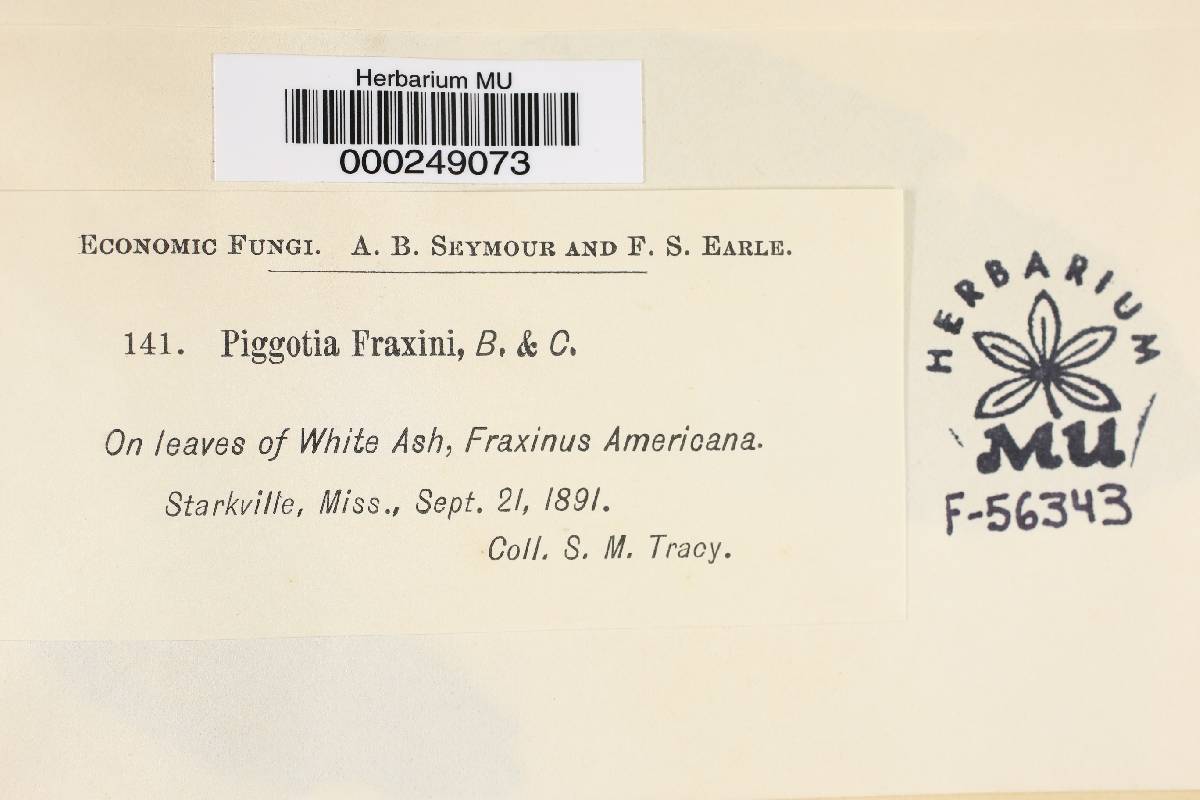 Herbarium MU
000249073
Economic Fungi. A. B. Seymour and F. S. Earle.
141. Piggotia Fraxini, B. & C.
On leaves of White Ash, Fraxinus Americana.
Starkville, Miss., Sept. 21, 1891.
Coll. S. M. Tracy.
HERBARIUM
MU
F-56343